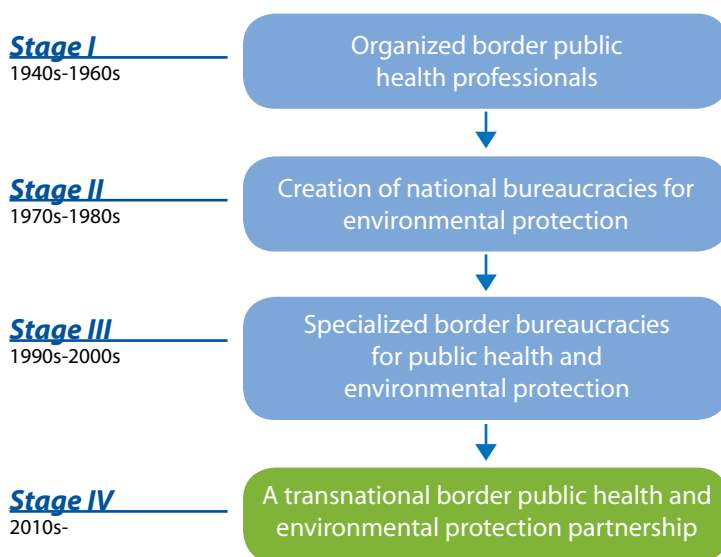 Stage I
1940s-1960s
Organized border public
health professionals
Stage II
1970s-1980s
Creation of national bureaucracies for
environmental protection
Stage III
1990s-2000s
Specialized border bureaucracies
for public health and
environmental protection
Stage IV
2010s-
A transnational border public health and
environmental protection partnership